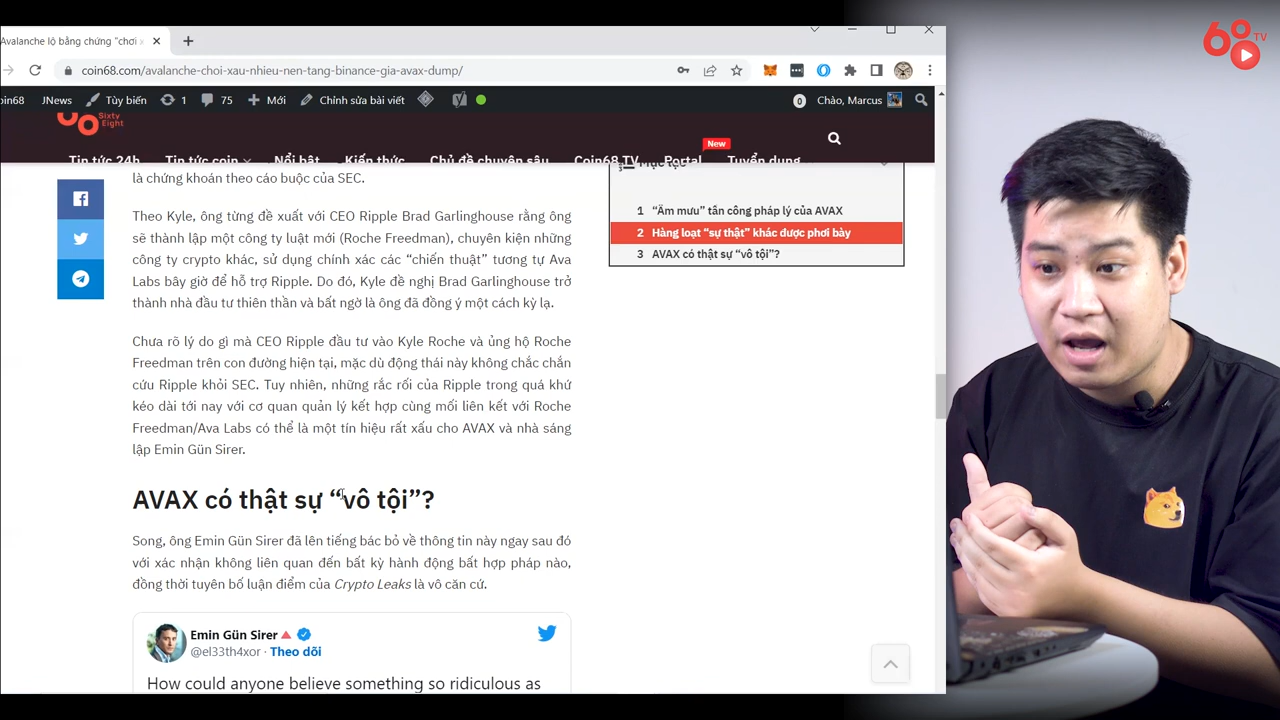 Avalanche lộ bằng chứng "chơi x
coin68.com/avalanche-choi-xau-nhieu-nen-tang-binance-gia-avax-dump/
oin68 JNews Tùy biến 1 75 Mới Chỉnh sửa bài viết 0 Chào, Marcus
Sixty
Eight
New
Tin tức 24h Tin tức coin Nổi bật Kiến thức Chủ đề chuyên sâu Coin68 TV Portal Tuyển dụng
Mục lục
1 “Âm mưu” tấn công pháp lý của AVAX
2 Hàng loạt “sự thật” khác được phơi bày
3 AVAX có thật sự “vô tội”?
là chứng khoán theo cáo buộc của SEC.
Theo Kyle, ông từng đề xuất với CEO Ripple Brad Garlinghouse rằng ông
sẽ thành lập một công ty luật mới (Roche Freedman), chuyên kiện những
công ty crypto khác, sử dụng chính xác các “chiến thuật” tương tự Ava
Labs bây giờ để hỗ trợ Ripple. Do đó, Kyle đề nghị Brad Garlinghouse trở
thành nhà đầu tư thiên thần và bất ngờ là ông đã đồng ý một cách kỳ lạ.
Chưa rõ lý do gì mà CEO Ripple đầu tư vào Kyle Roche và ủng hộ Roche
Freedman trên con đường hiện tại, mặc dù động thái này không chắc chắn
cứu Ripple khỏi SEC. Tuy nhiên, những rắc rối của Ripple trong quá khứ
kéo dài tới nay với cơ quan quản lý kết hợp cùng mối liên kết với Roche
Freedman/Ava Labs có thể là một tín hiệu rất xấu cho AVAX và nhà sáng
lập Emin Gün Sirer.
AVAX có thật sự “vô tội”?
Song, ông Emin Gün Sirer đã lên tiếng bác bỏ về thông tin này ngay sau đó
với xác nhận không liên quan đến bất kỳ hành động bất hợp pháp nào,
đồng thời tuyên bố luận điểm của Crypto Leaks là vô căn cứ.
Emin Gün Sirer
@el33th4xor · Theo dõi
How could anyone believe something so ridiculous as
68 TV